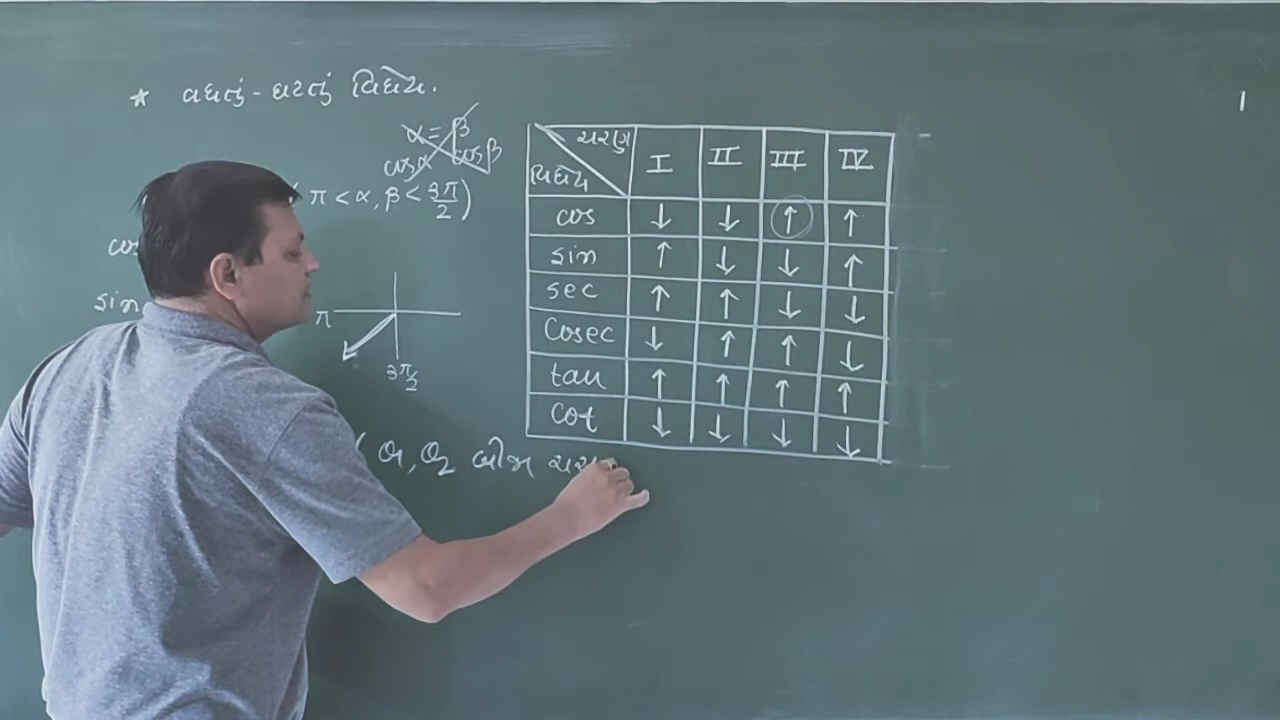 * વધતું - ઘટતું વિધેય.
α = β
cosα cosβ
( π < α, β < 3π/2 )
cos
sin
π
3π/2
( θ₁, θ₂ બીજા ચર
ચરણ
વિધેય I II III IV
cos ↓ ↓ ↑ ↑
sin ↑ ↓ ↓ ↑
sec ↑ ↑ ↓ ↓
Cosec ↓ ↑ ↑ ↓
tan ↑ ↑ ↑ ↑
Cot ↓ ↓ ↓ ↓
1